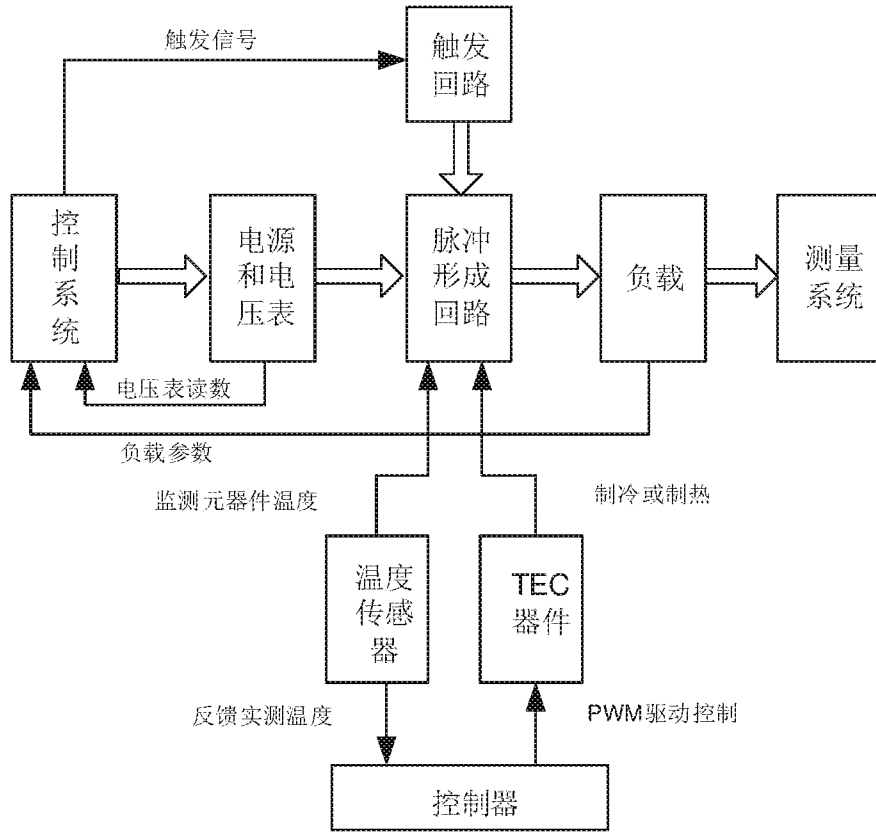 触发信号
触发
回路
控
制
系
统
电源
和电
压表
脉冲
形成
回路
负载
测量
系统
电压表读数
负载参数
监测元器件温度
制冷或制热
温度
传感
器
TEC
器件
反馈实测温度
PWM驱动控制
控制器